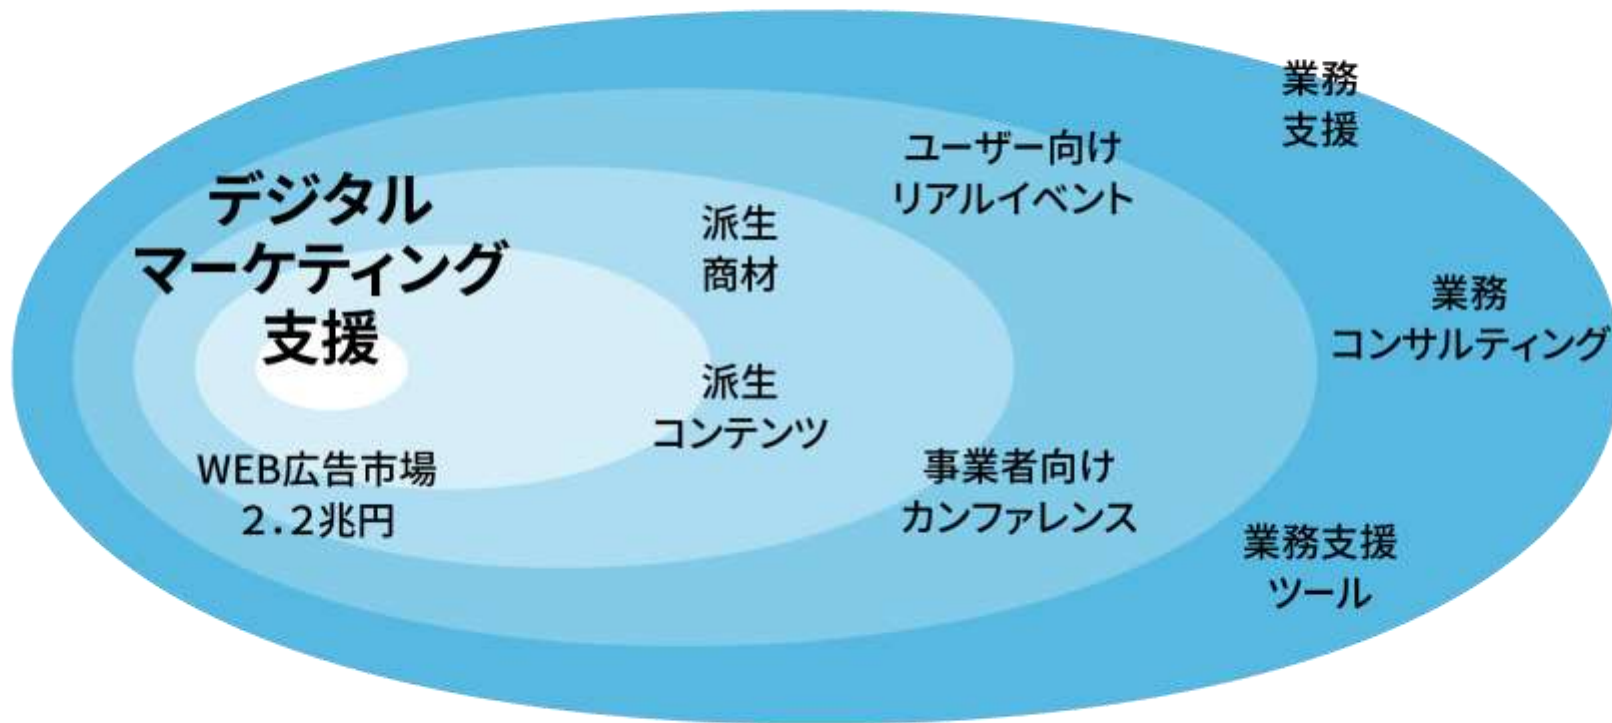 デジタル
マーケティング
支援
WEB広告市場
２.２兆円
派生
商材
派生
コンテンツ
ユーザー向け
リアルイベント
事業者向け
カンファレンス
業務
支援
業務
コンサルティング
業務支援
ツール